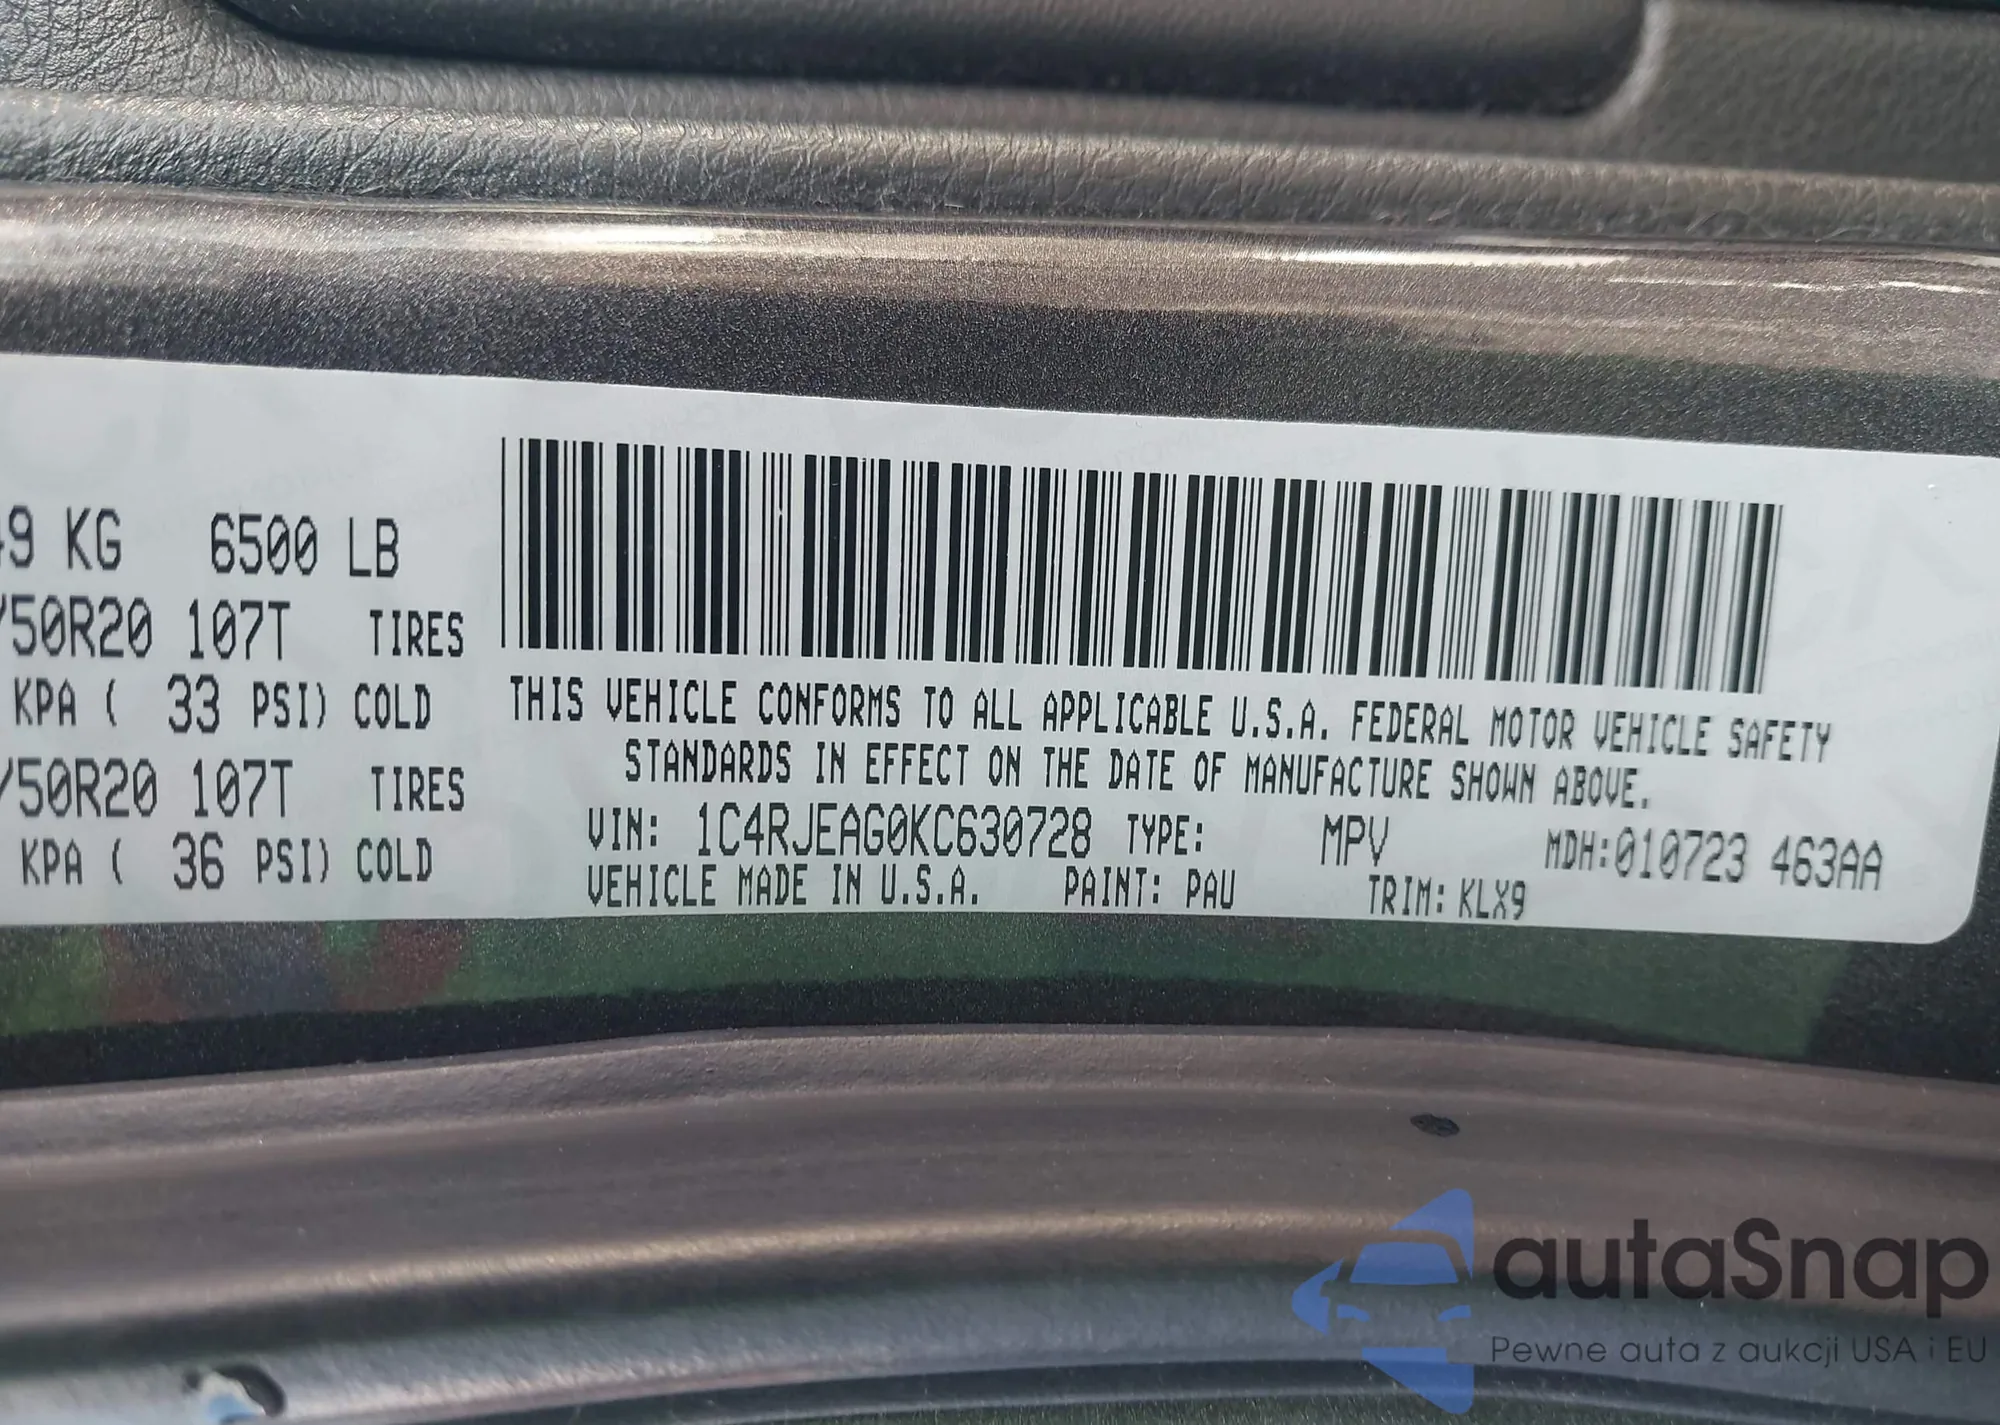 49 KG 6500 LB
/50R20 107T TIRES
KPA ( 33 PSI) COLD
/50R20 107T TIRES
KPA ( 36 PSI) COLD
THIS VEHICLE CONFORMS TO ALL APPLICABLE U.S.A. FEDERAL MOTOR VEHICLE SAFETY
STANDARDS IN EFFECT ON THE DATE OF MANUFACTURE SHOWN ABOVE.
VIN: 1C4RJEAG0KC630728 TYPE: MPV MDH:010723 463AA
VEHICLE MADE IN U.S.A. PAINT: PAU TRIM: KLX9
autaSnap
Pewne auta z aukcji USA i EU